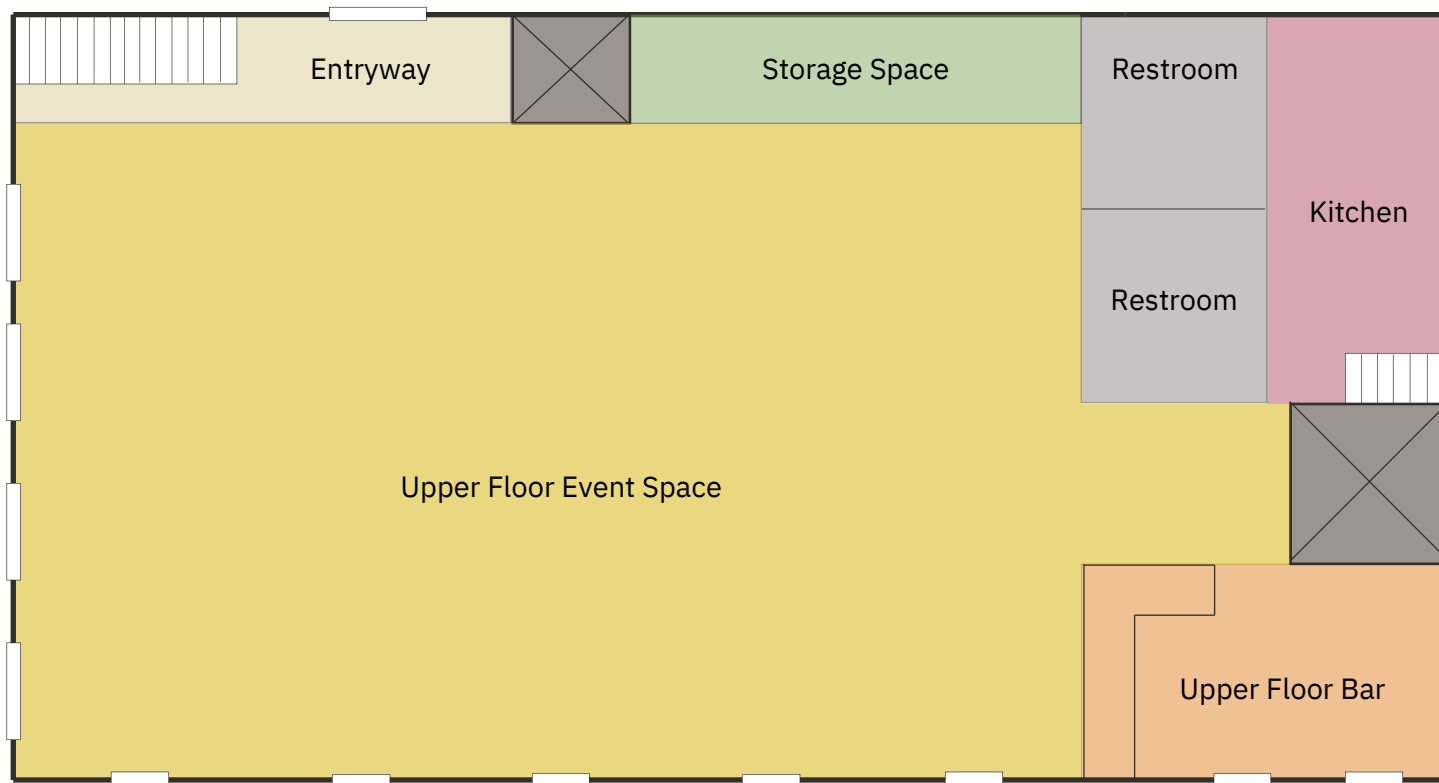 Entryway
Storage Space
Restroom
Kitchen
Restroom
Upper Floor Event Space
Upper Floor Bar